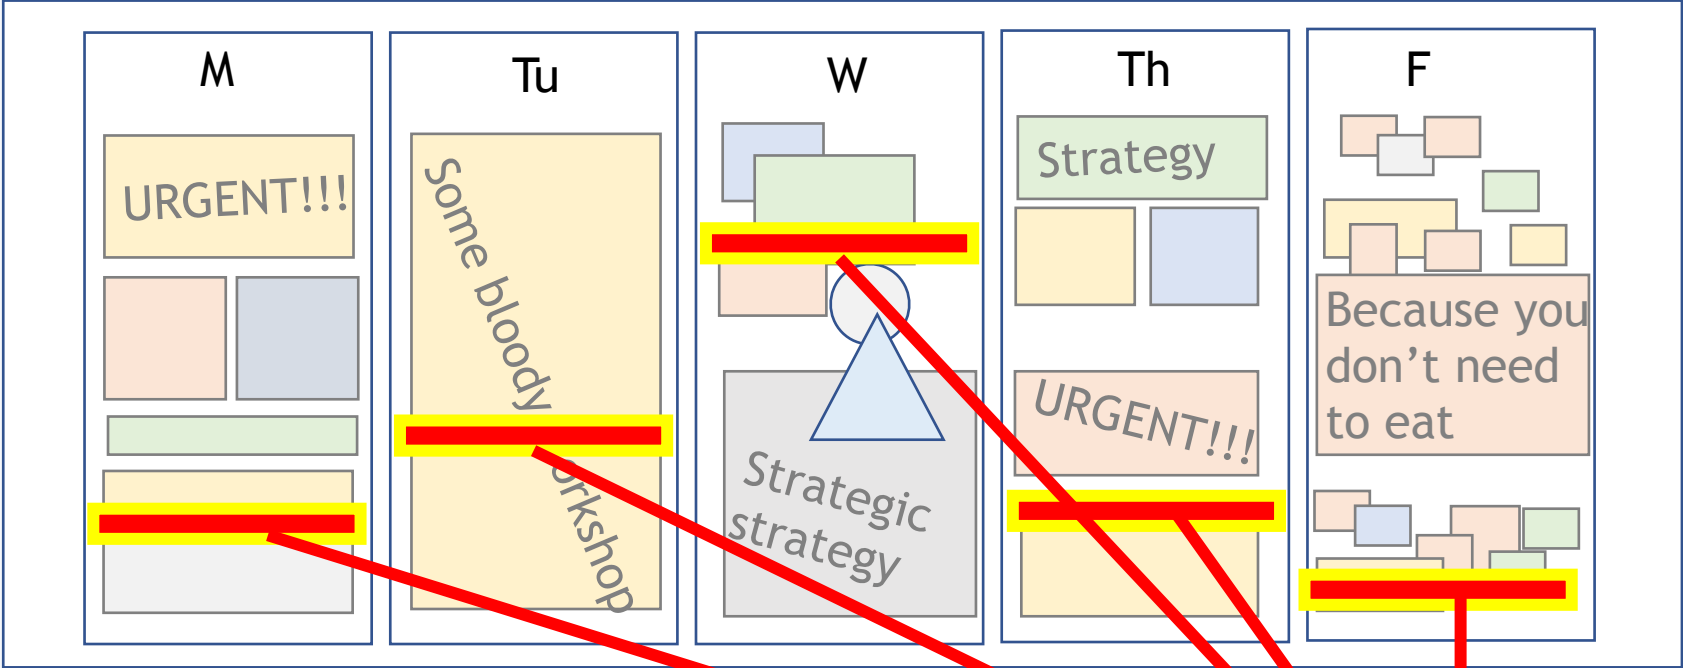 M
Tu
W
Th
F
URGENT!!!
Some bloody orkshop
Strategic
strategy
Strategy
URGENT!!!
Because you
don’t need
to eat